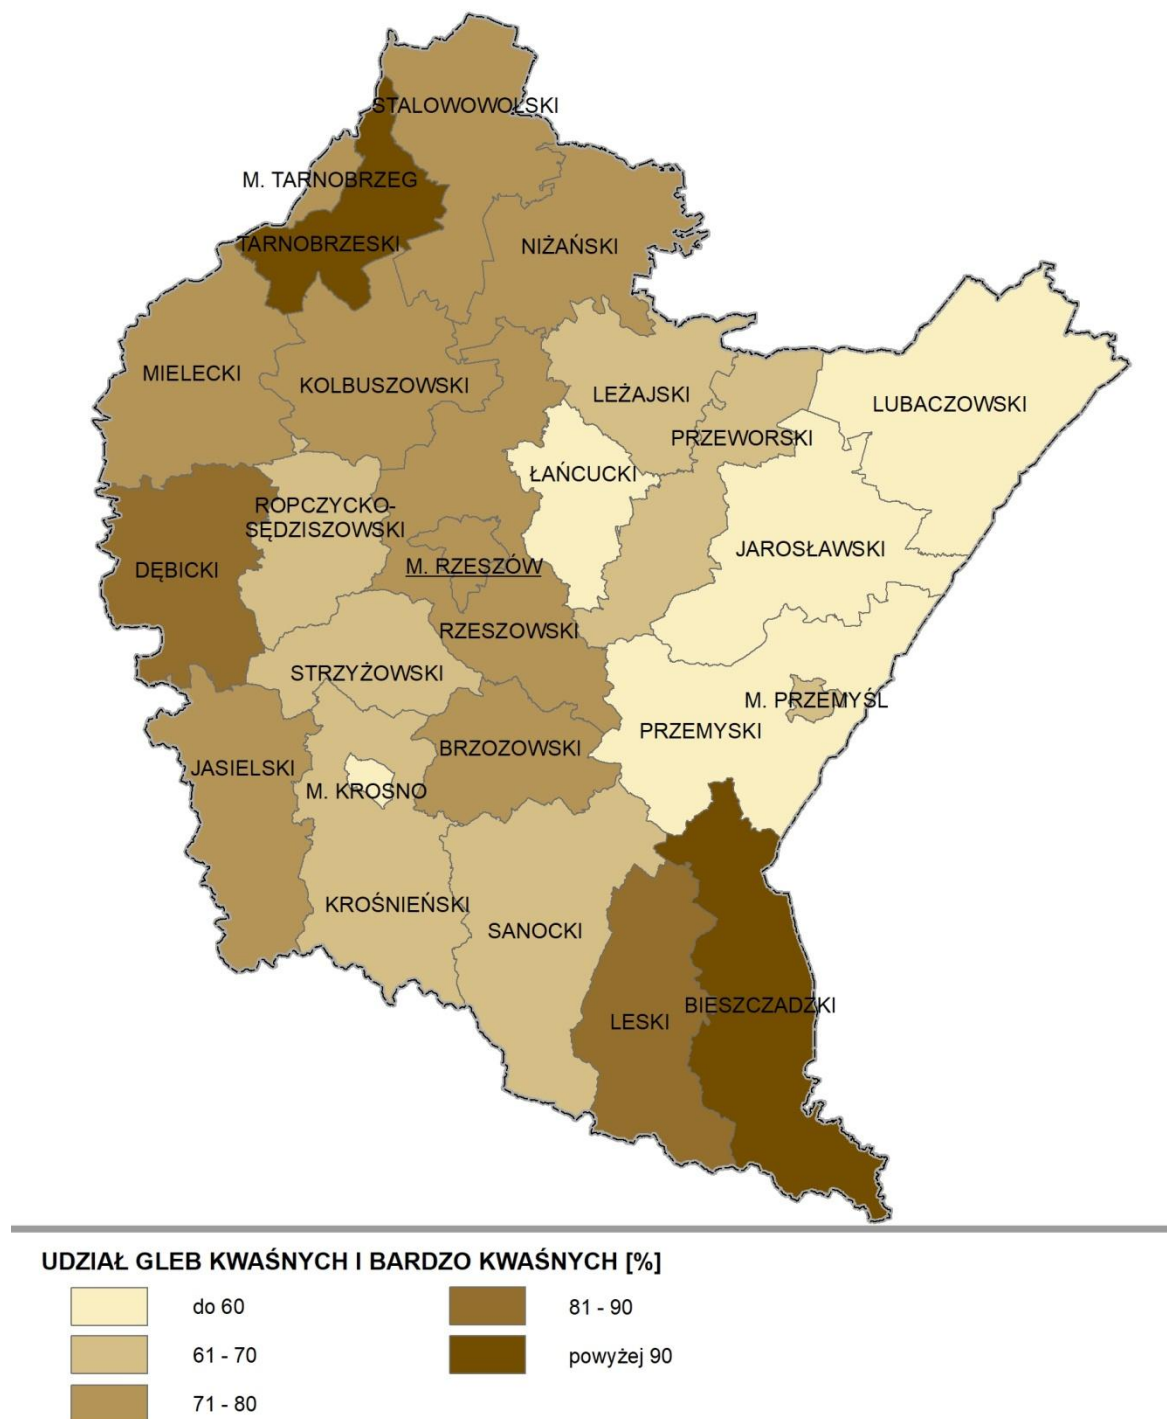 STALOWOWOLSKI
M. TARNOBRZEG
TARNOBRZESKI
NIŻAŃSKI
MIELECKI
KOLBUSZOWSKI
LEŻAJSKI
LUBACZOWSKI
PRZEWORSKI
ŁAŃCUCKI
ROPCZYCKO-
SĘDZISZOWSKI
JAROSŁAWSKI
DĘBICKI
M. RZESZÓW
RZESZOWSKI
STRZYŻOWSKI
M. PRZEMYŚL
PRZEMYSKI
BRZOZOWSKI
JASIELSKI
M. KROSNO
KROŚNIEŃSKI
SANOCKI
BIESZCZADZKI
LESKI
UDZIAŁ GLEB KWAŚNYCH I BARDZO KWAŚNYCH [%]
do 60
61 - 70
71 - 80
81 - 90
powyżej 90